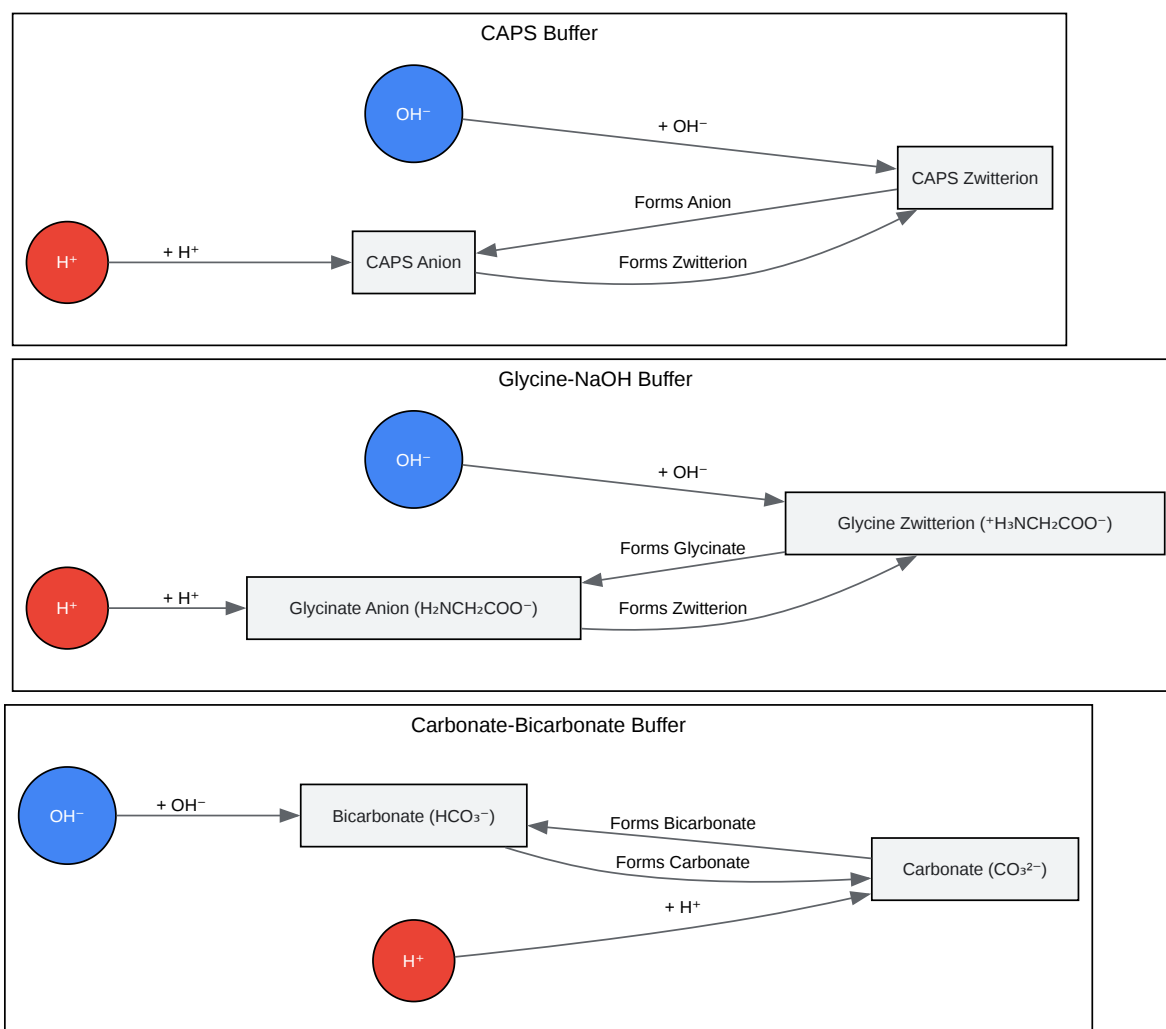 CAPS Buffer
OH⁻
+ OH⁻
CAPS Zwitterion
Forms Anion
H⁺
+ H⁺
CAPS Anion
Forms Zwitterion
Glycine-NaOH Buffer
OH⁻
+ OH⁻
Glycine Zwitterion (⁺H₃NCH₂COO⁻)
Forms Glycinate
H⁺
+ H⁺
Glycinate Anion (H₂NCH₂COO⁻)
Forms Zwitterion
Carbonate-Bicarbonate Buffer
OH⁻
+ OH⁻
Bicarbonate (HCO₃⁻)
Forms Bicarbonate
Forms Carbonate
Carbonate (CO₃²⁻)
+ H⁺
H⁺